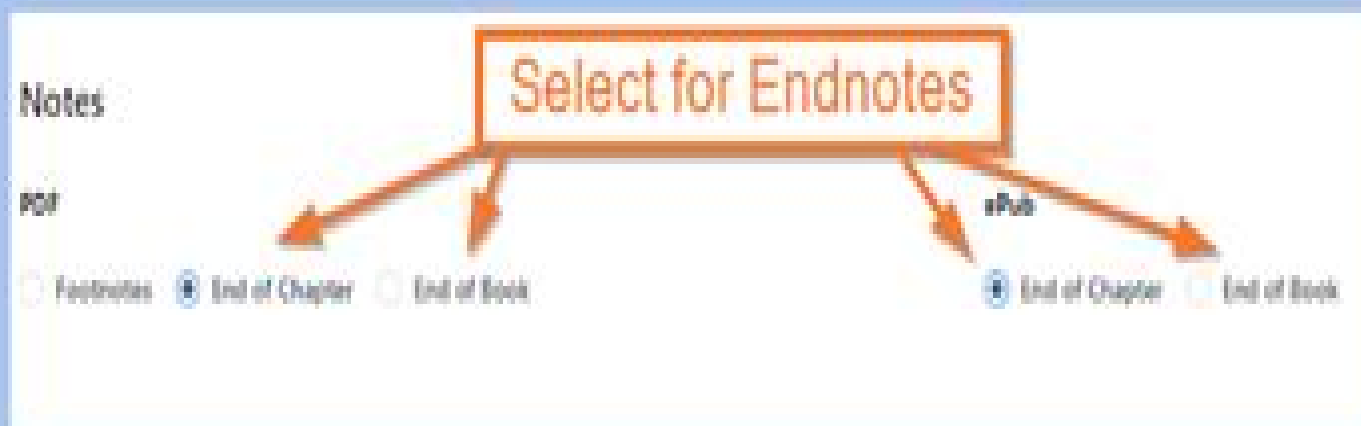 Select for Endnotes
Notes
PDF
ePub
Footnotes End of Chapter End of Book
End of Chapter End of Book